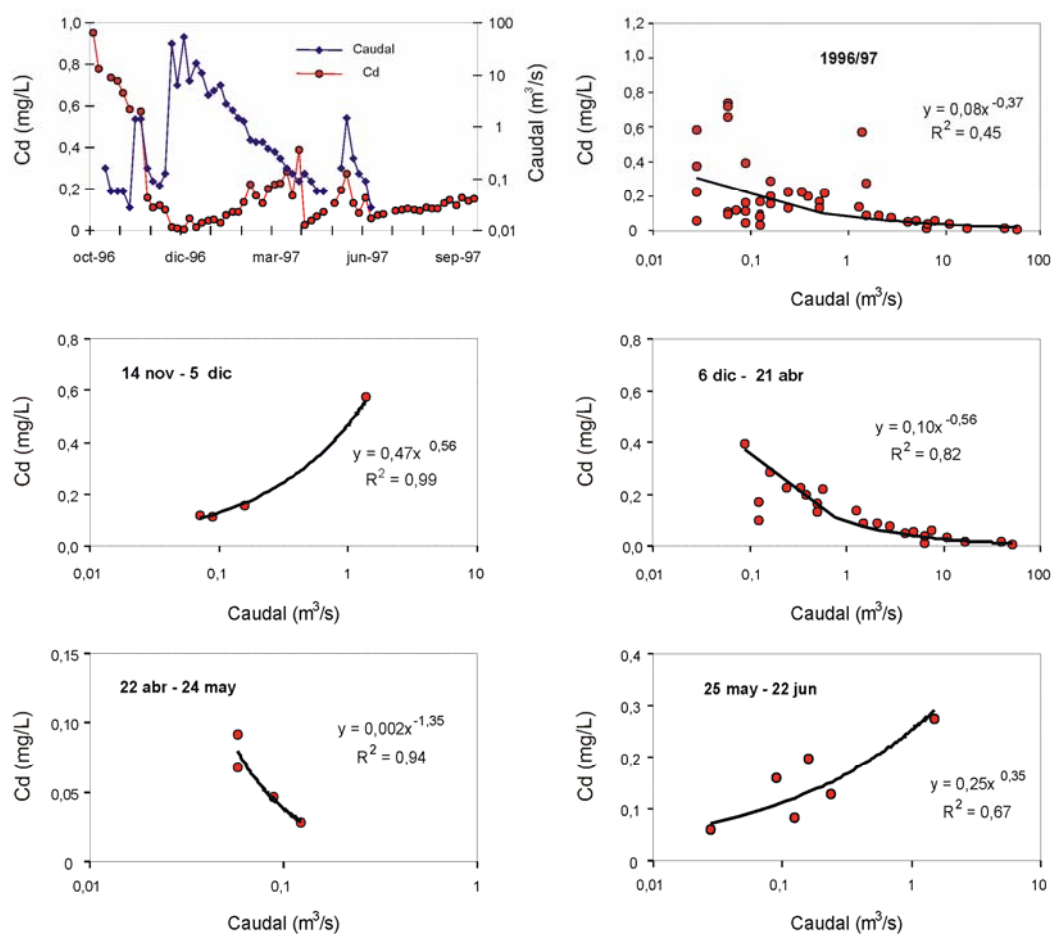 Caudal
Cd
Cd (mg/L)
1,0
0,8
0,6
0,4
0,2
0
100
10
1
0,1
0,01
Caudal (m³/s)
oct-96 dic-96 mar-97 jun-97 sep-97
1996/97
y = 0,08x^-0,37
R² = 0,45
Cd (mg/L)
1,2
1,0
0,8
0,6
0,4
0,2
0
0,01 0,1 1 10 100
Caudal (m³/s)
14 nov - 5 dic
y = 0,47x^0,56
R² = 0,99
Cd (mg/L)
0,8
0,6
0,4
0,2
0,0
0,01 0,1 1 10
Caudal (m³/s)
6 dic - 21 abr
y = 0,10x^-0,56
R² = 0,82
Cd (mg/L)
0,8
0,6
0,4
0,2
0,0
0,01 0,1 1 10 100
Caudal (m³/s)
22 abr - 24 may
y = 0,002x^-1,35
R² = 0,94
Cd (mg/L)
0,15
0,10
0,05
0
0,01 0,1 1
Caudal (m³/s)
25 may - 22 jun
y = 0,25x^0,35
R² = 0,67
Cd (mg/L)
0,4
0,3
0,2
0,1
0
0,01 0,1 1 10
Caudal (m³/s)